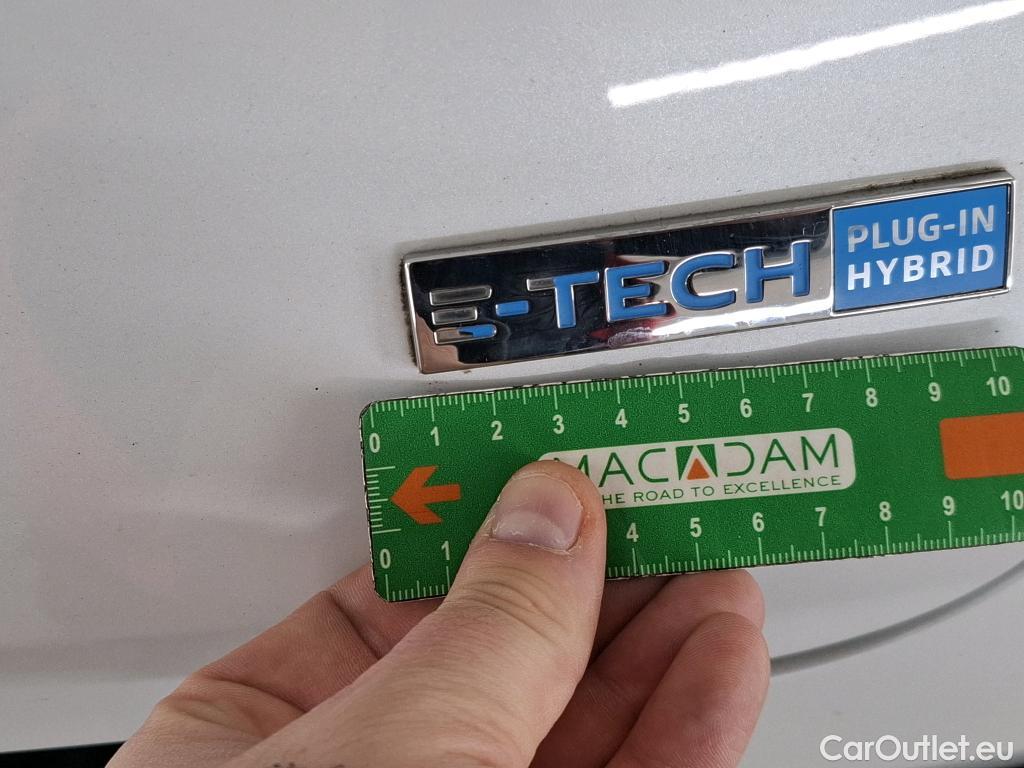 E-TECH
PLUG-IN
HYBRID
0 1 2 3 4 5 6 7 8 9 10
MACADAM
HE ROAD TO EXCELLENCE
0 1 4 5 6 7 8 9 10
CarOutlet.eu